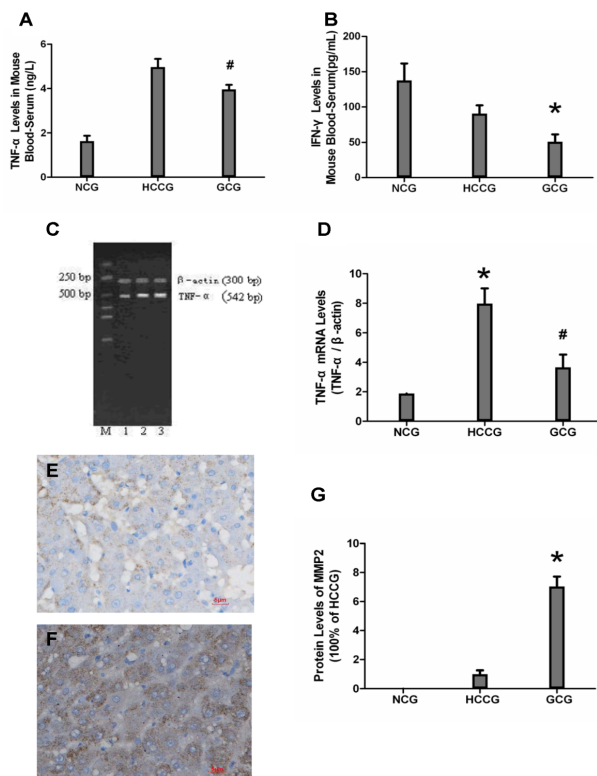 A
TNF-α Levels in Mouse
Blood-Serum (ng/L)
6
4
2
0
NCG HCCG GCG
#
B
IFN-γ Levels in
Mouse Blood-Serum(pg/mL)
200
150
100
50
0
NCG HCCG GCG
*
C
250 bp
500 bp
β-actin (300 bp)
TNF-α (542 bp)
M 1 2 3
D
TNF-α mRNA Levels
(TNF-α / β-actin)
10
8
6
4
2
0
NCG HCCG GCG
*
#
E
F
G
Protein Levels of MMP2
(100% of HCCG)
10
8
6
4
2
0
NCG HCCG GCG
*